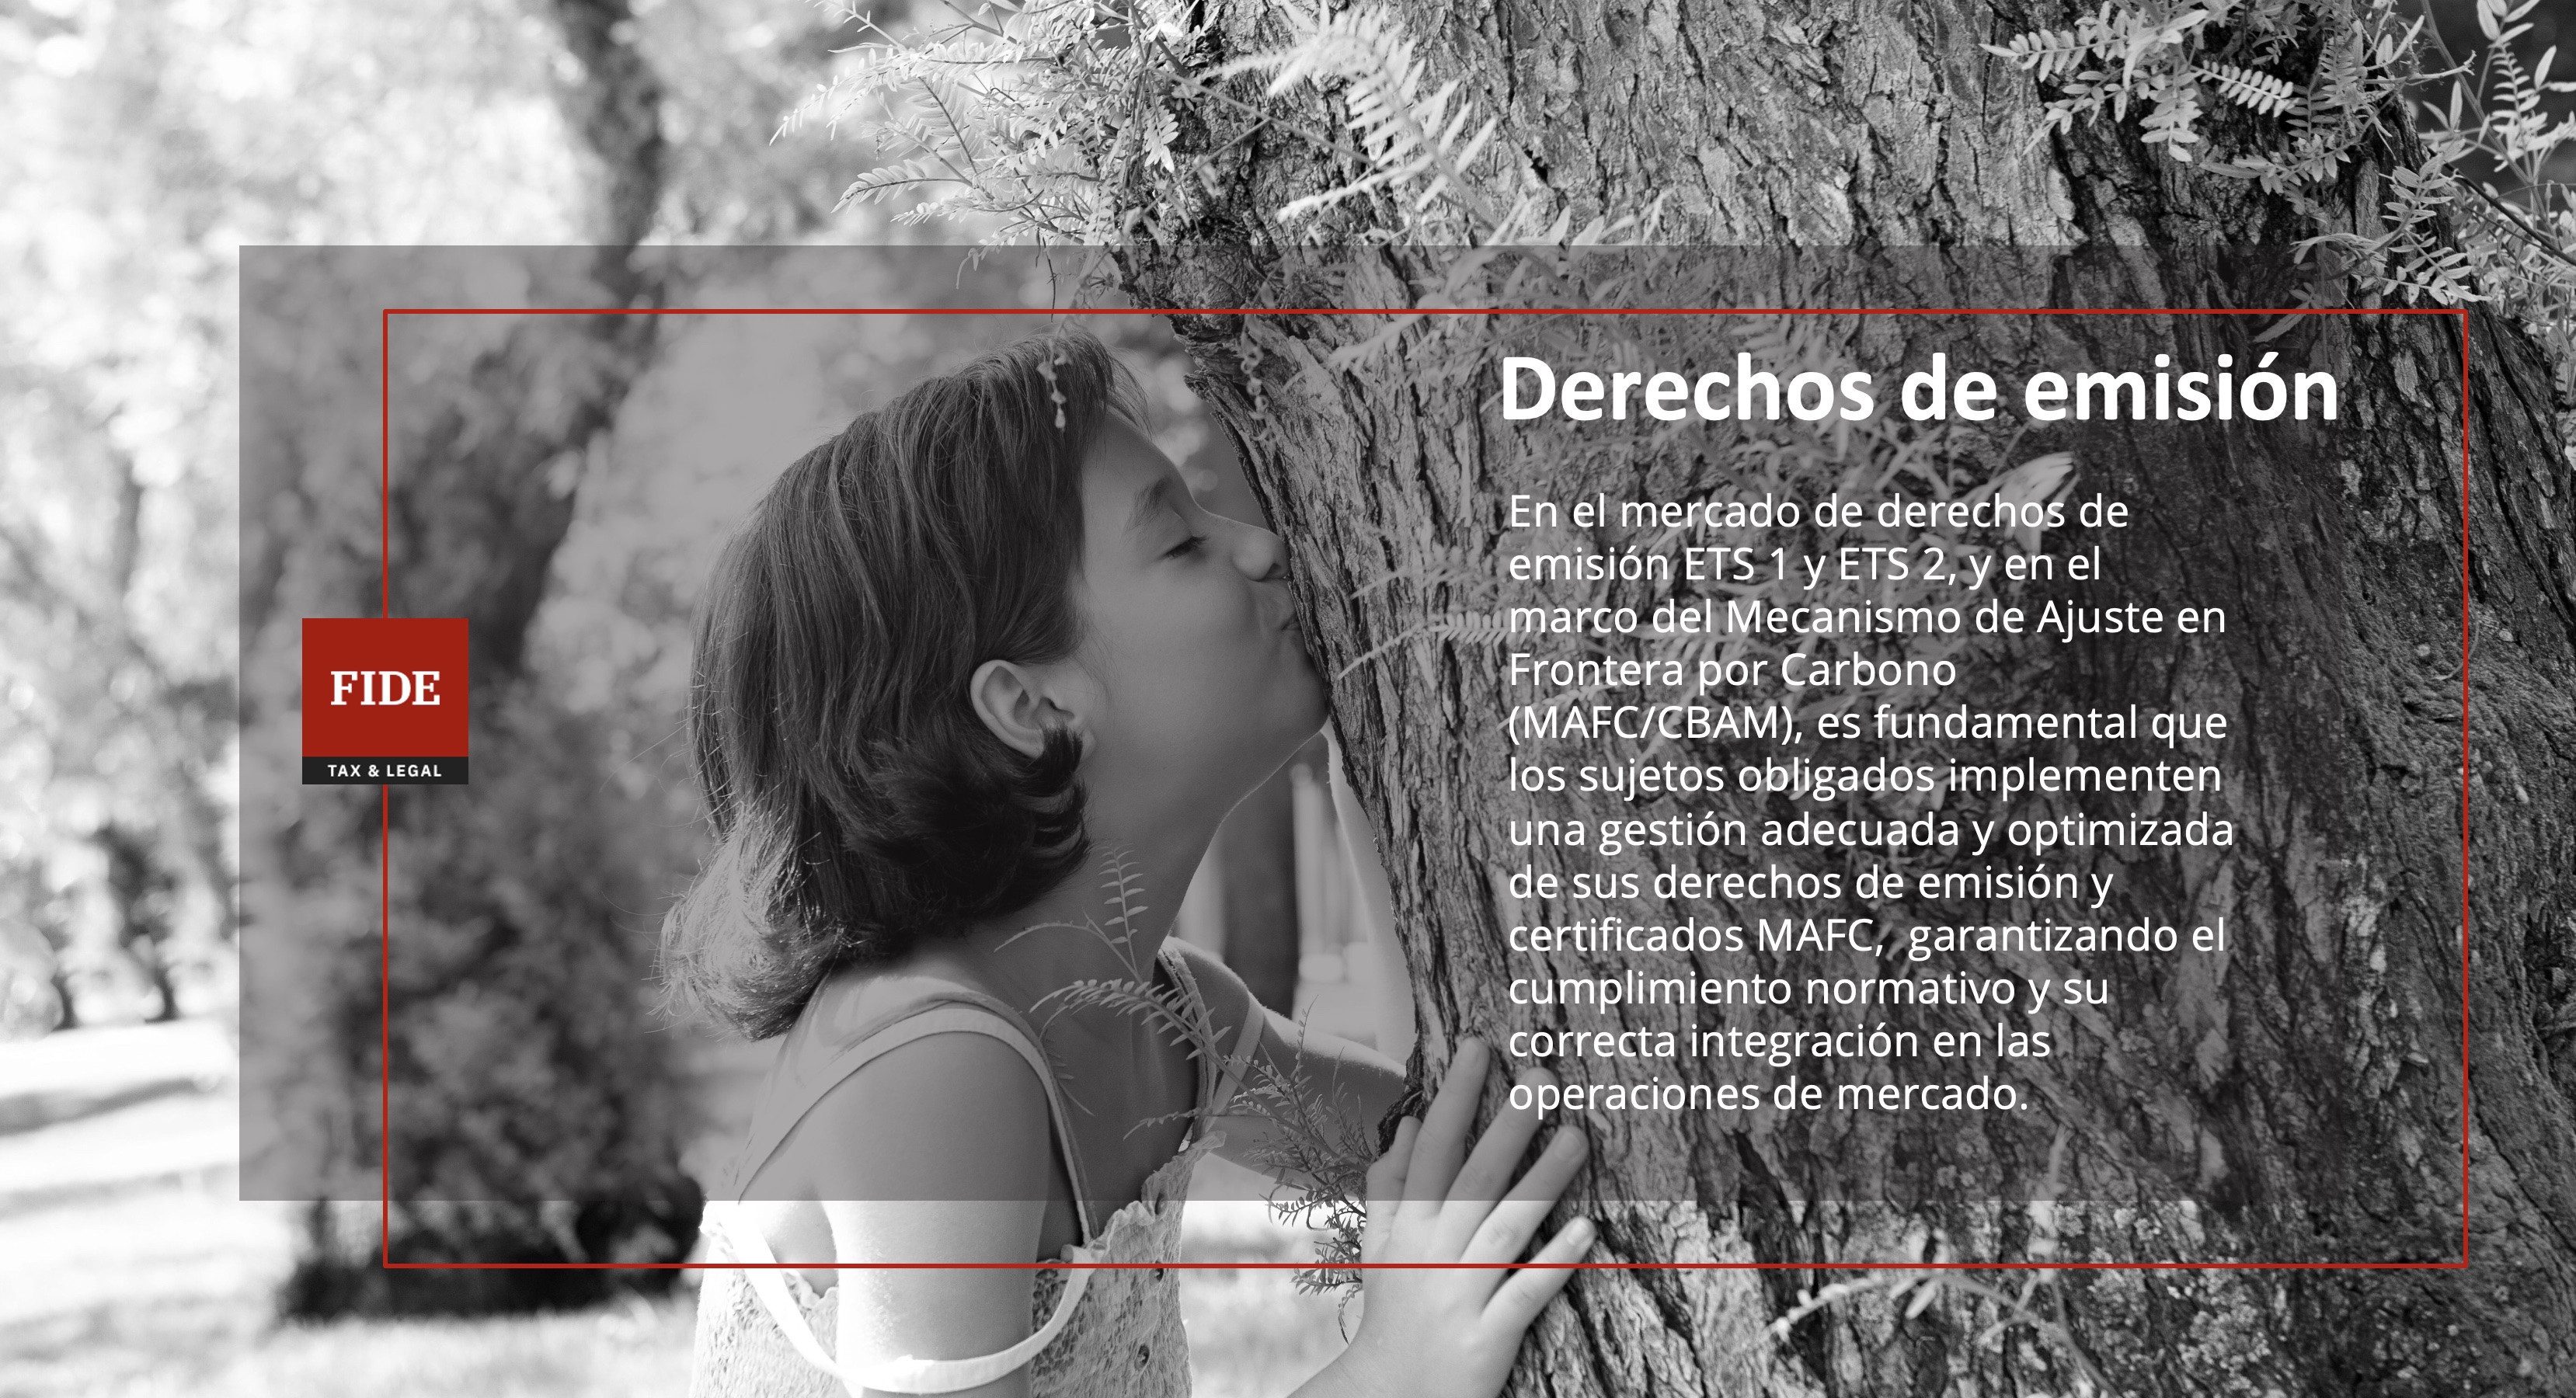 Derechos de emisión
En el mercado de derechos de
emisión ETS 1 y ETS 2, y en el
marco del Mecanismo de Ajuste en
Frontera por Carbono
(MAFC/CBAM), es fundamental que
los sujetos obligados implementen
una gestión adecuada y optimizada
de sus derechos de emisión y
certificados MAFC,  garantizando el
cumplimiento normativo y su
correcta integración en las
operaciones de mercado.
FIDE
TAX & LEGAL